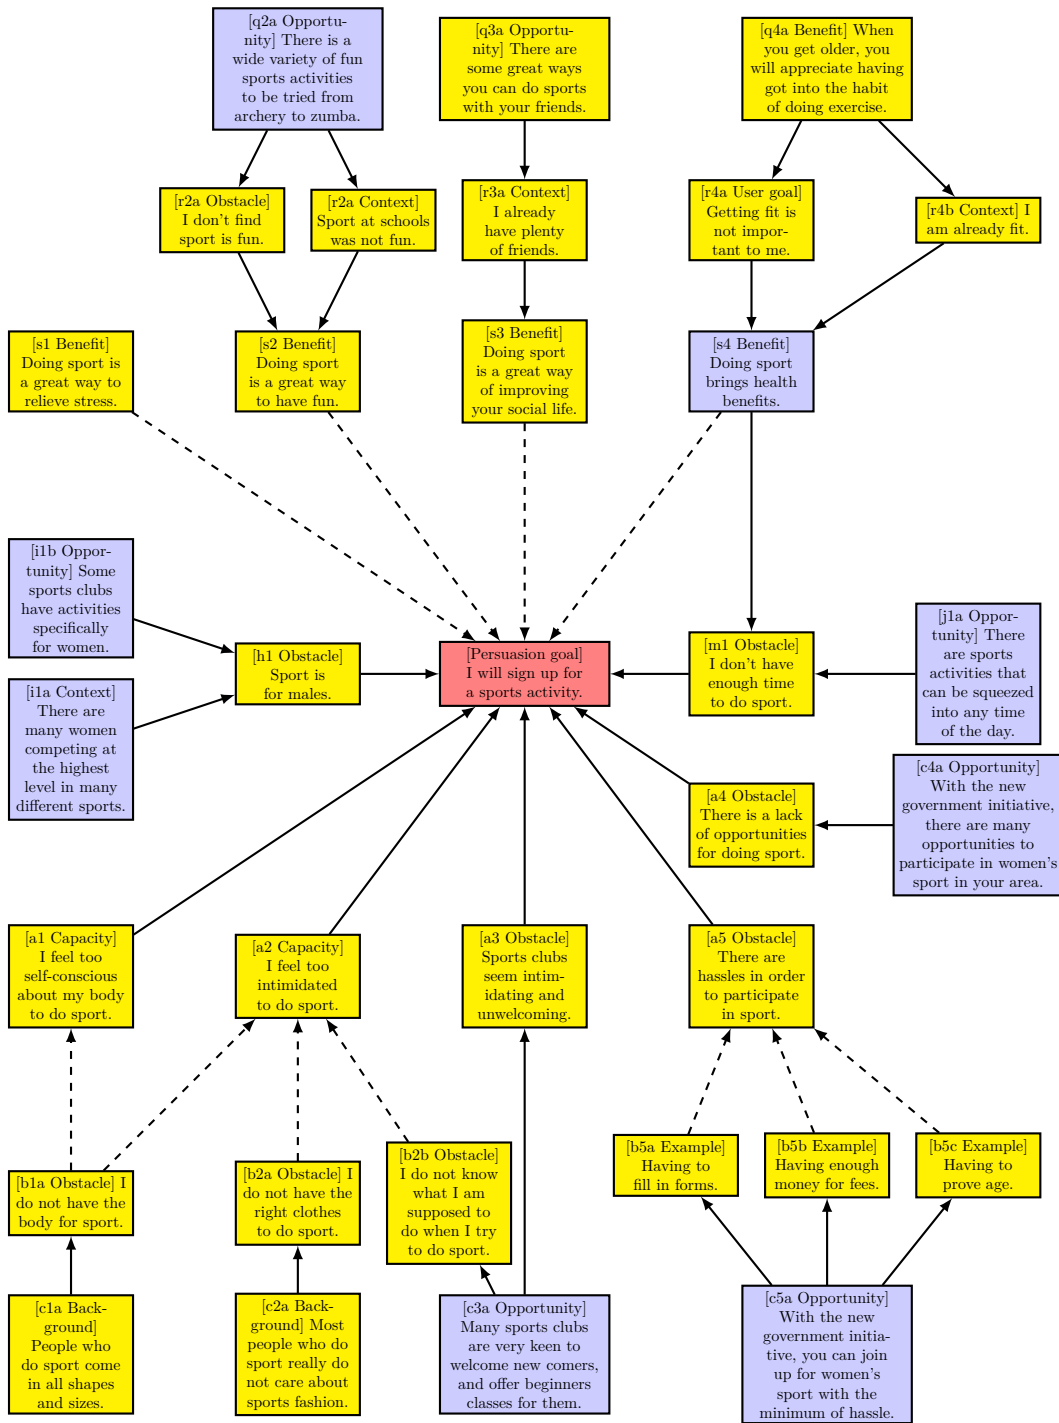 [q2a Opportu-
nity] There is a
wide variety of fun
sports activities
to be tried from
archery to zumba.
[q3a Opportu-
nity] There are
some great ways
you can do sports
with your friends.
[q4a Benefit] When
you get older, you
will appreciate having
got into the habit
of doing exercise.
[r2a Obstacle]
I don't find
sport is fun.
[r2a Context]
Sport at schools
was not fun.
[r3a Context]
I already
have plenty
of friends.
[r4a User goal]
Getting fit is
not impor-
tant to me.
[r4b Context] I
am already fit.
[s1 Benefit]
Doing sport is
a great way to
relieve stress.
[s2 Benefit]
Doing sport
is a great way
to have fun.
[s3 Benefit]
Doing sport
is a great way
of improving
your social life.
[s4 Benefit]
Doing sport
brings health
benefits.
[i1b Oppor-
tunity] Some
sports clubs
have activities
specifically
for women.
[h1 Obstacle]
Sport is
for males.
[Persuasion goal]
I will sign up for
a sports activity.
[m1 Obstacle]
I don't have
enough time
to do sport.
[j1a Oppor-
tunity] There
are sports
activities that
can be squeezed
into any time
of the day.
[i1a Context]
There are
many women
competing at
the highest
level in many
different sports.
[a4 Obstacle]
There is a lack
of opportunities
for doing sport.
[c4a Opportunity]
With the new
government initiative,
there are many
opportunities to
participate in women's
sport in your area.
[a1 Capacity]
I feel too
self-conscious
about my body
to do sport.
[a2 Capacity]
I feel too
intimidated
to do sport.
[a3 Obstacle]
Sports clubs
seem intim-
idating and
unwelcoming.
[a5 Obstacle]
There are
hassles in order
to participate
in sport.
[b1a Obstacle] I
do not have the
body for sport.
[b2a Obstacle] I
do not have the
right clothes
to do sport.
[b2b Obstacle]
I do not know
what I am
supposed to
do when I try
to do sport.
[b5a Example]
Having to
fill in forms.
[b5b Example]
Having enough
money for fees.
[b5c Example]
Having to
prove age.
[c1a Back-
ground]
People who
do sport come
in all shapes
and sizes.
[c2a Back-
ground] Most
people who do
sport really do
not care about
sports fashion.
[c3a Opportunity]
Many sports clubs
are very keen to
welcome new comers,
and offer beginners
classes for them.
[c5a Opportunity]
With the new
government initia-
tive, you can join
up for women's
sport with the
minimum of hassle.